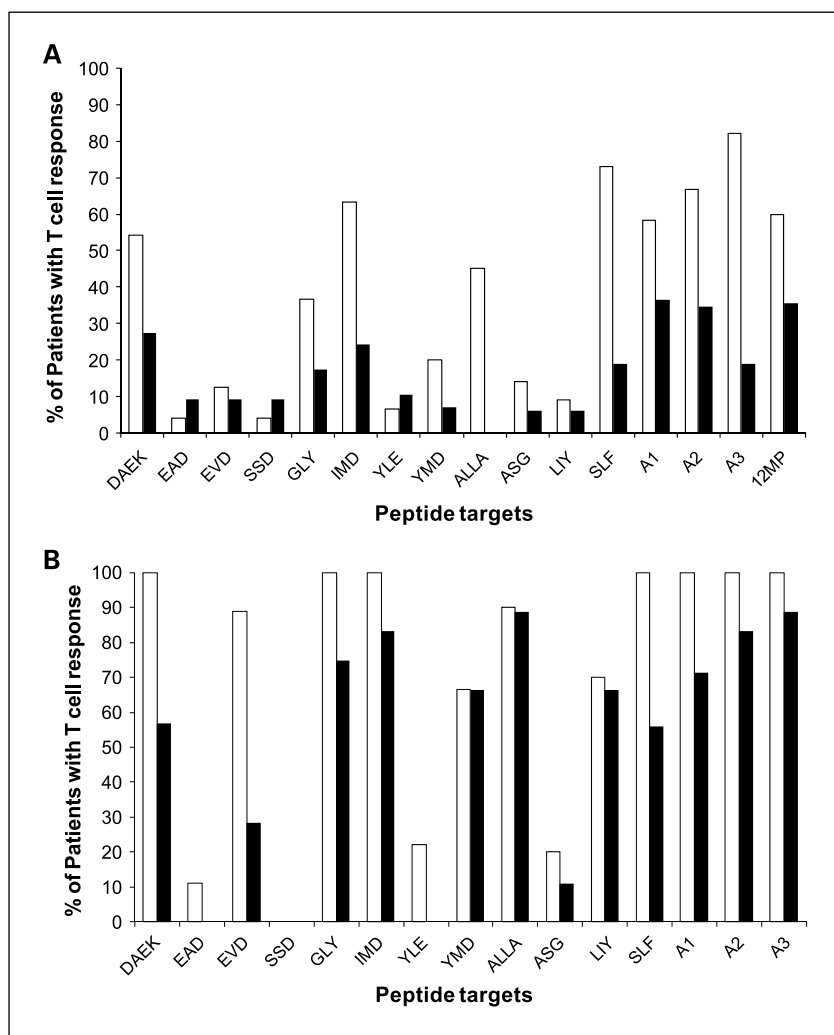 A
% of Patients with T cell response
100
90
80
70
60
50
40
30
20
10
0
DAEK EAD EVD SSD GLY IMD YLE YMD ALLA ASG LIY SLF A1 A2 A3 12MP
Peptide targets
B
% of Patients with T cell response
100
90
80
70
60
50
40
30
20
10
0
DAEK EAD EVD SSD GLY IMD YLE YMD ALLA ASG LIY SLF A1 A2 A3
Peptide targets